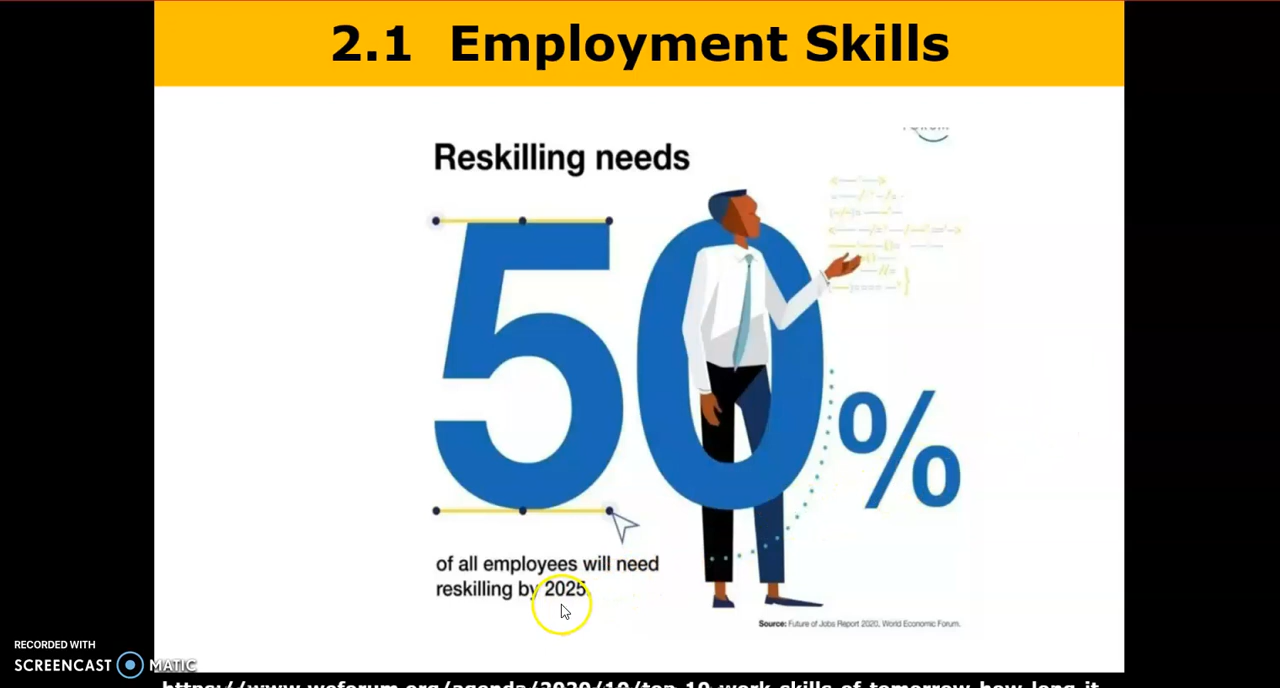 2.1 Employment Skills
Reskilling needs
50%
of all employees will need
reskilling by 2025.
Source: Future of Jobs Report 2020, World Economic Forum.
RECORDED WITH
SCREENCAST MATIC
https://www.weforum.org/agenda/2020/10/top-10-work-skills-of-tomorrow-how-long-it